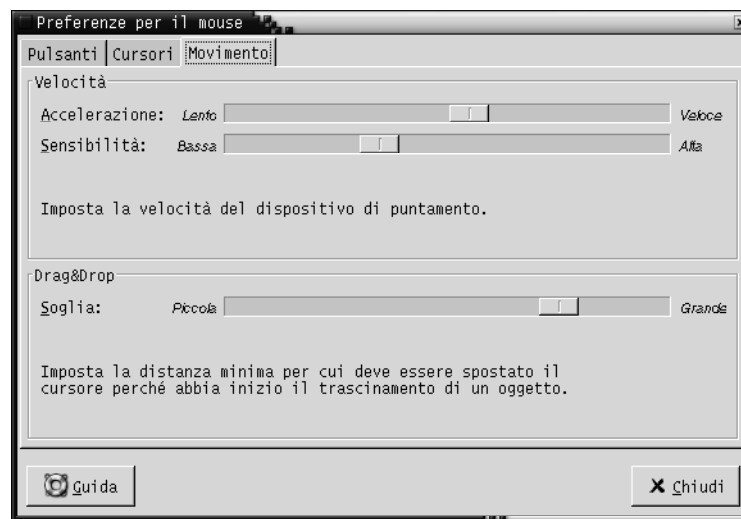 Preferenze per il mouse
Pulsanti Cursori Movimento
Velocità
Accelerazione: Lento Veloce
Sensibilità: Bassa Alta
Imposta la velocità del dispositivo di puntamento.
Drag&Drop
Soglia: Piccola Grande
Imposta la distanza minima per cui deve essere spostato il
cursore perché abbia inizio il trascinamento di un oggetto.
Guida Chiudi